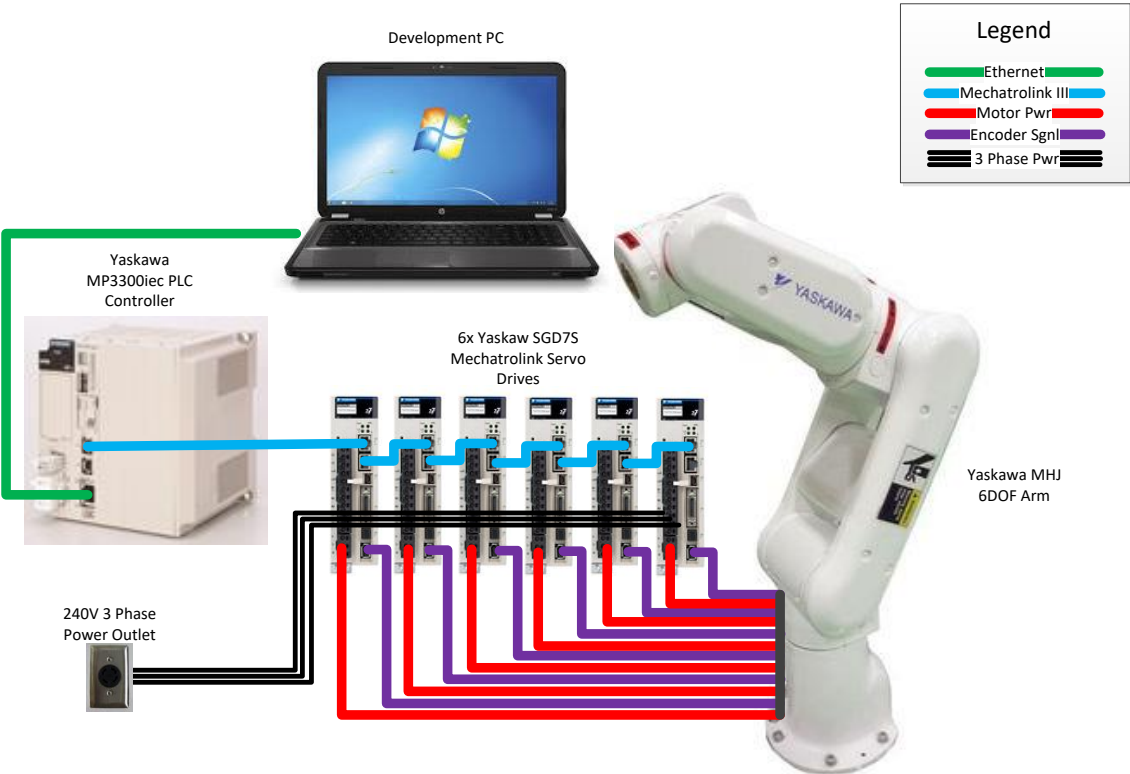 Development PC
Legend
Ethernet
Mechatrolink III
Motor Pwr
Encoder Sgnl
3 Phase Pwr
Yaskawa
MP3300iec PLC
Controller
6x Yaskaw SGD7S
Mechatrolink Servo
Drives
YASKAWA
Yaskawa MHJ
6DOF Arm
240V 3 Phase
Power Outlet